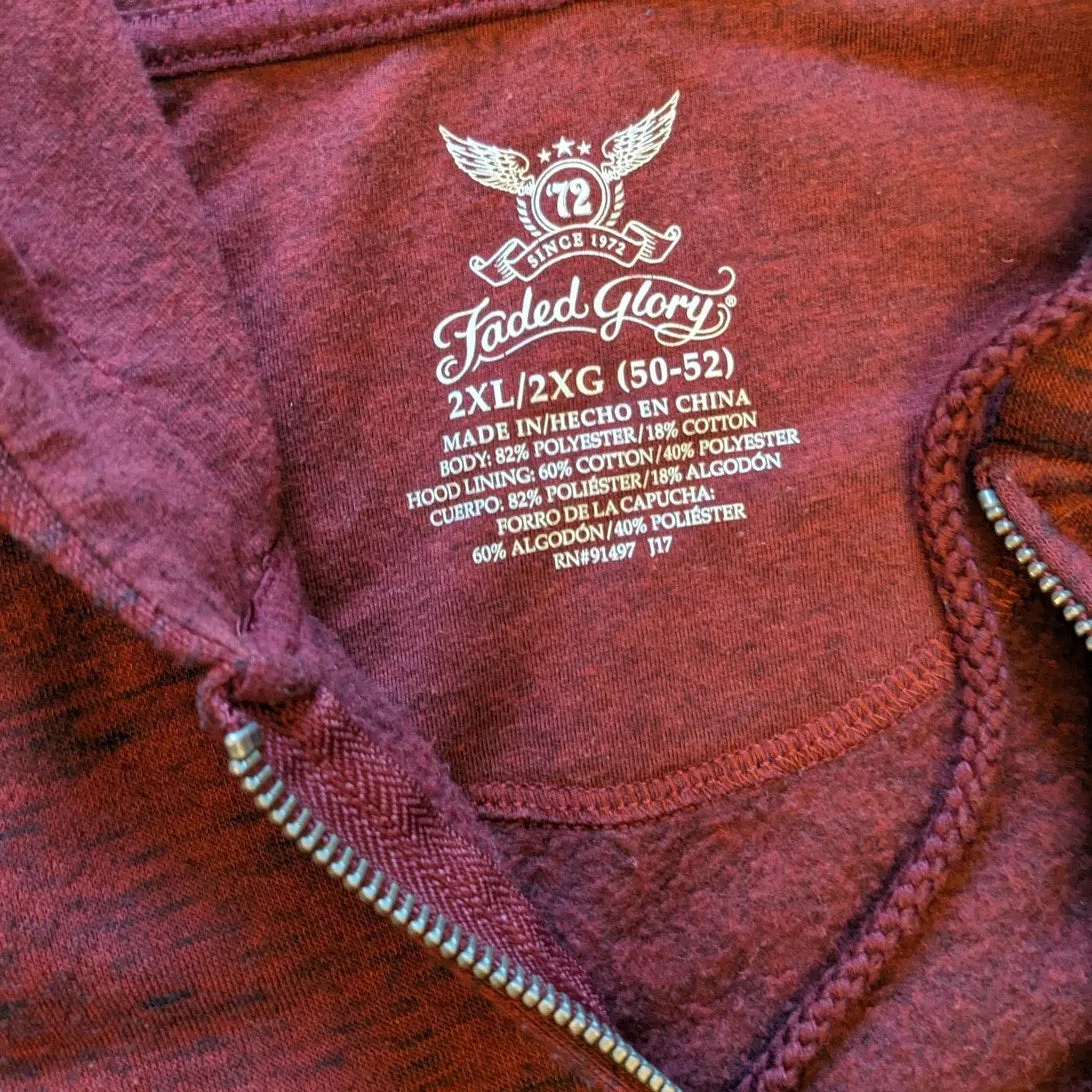 '72
SINCE 1972
Faded Glory®
2XL/2XG (50-52)
MADE IN/HECHO EN CHINA
BODY: 82% POLYESTER/18% COTTON
HOOD LINING: 60% COTTON/40% POLYESTER
CUERPO: 82% POLIÉSTER/18% ALGODÓN
FORRO DE LA CAPUCHA:
60% ALGODÓN/40% POLIÉSTER
RN#91497 J17